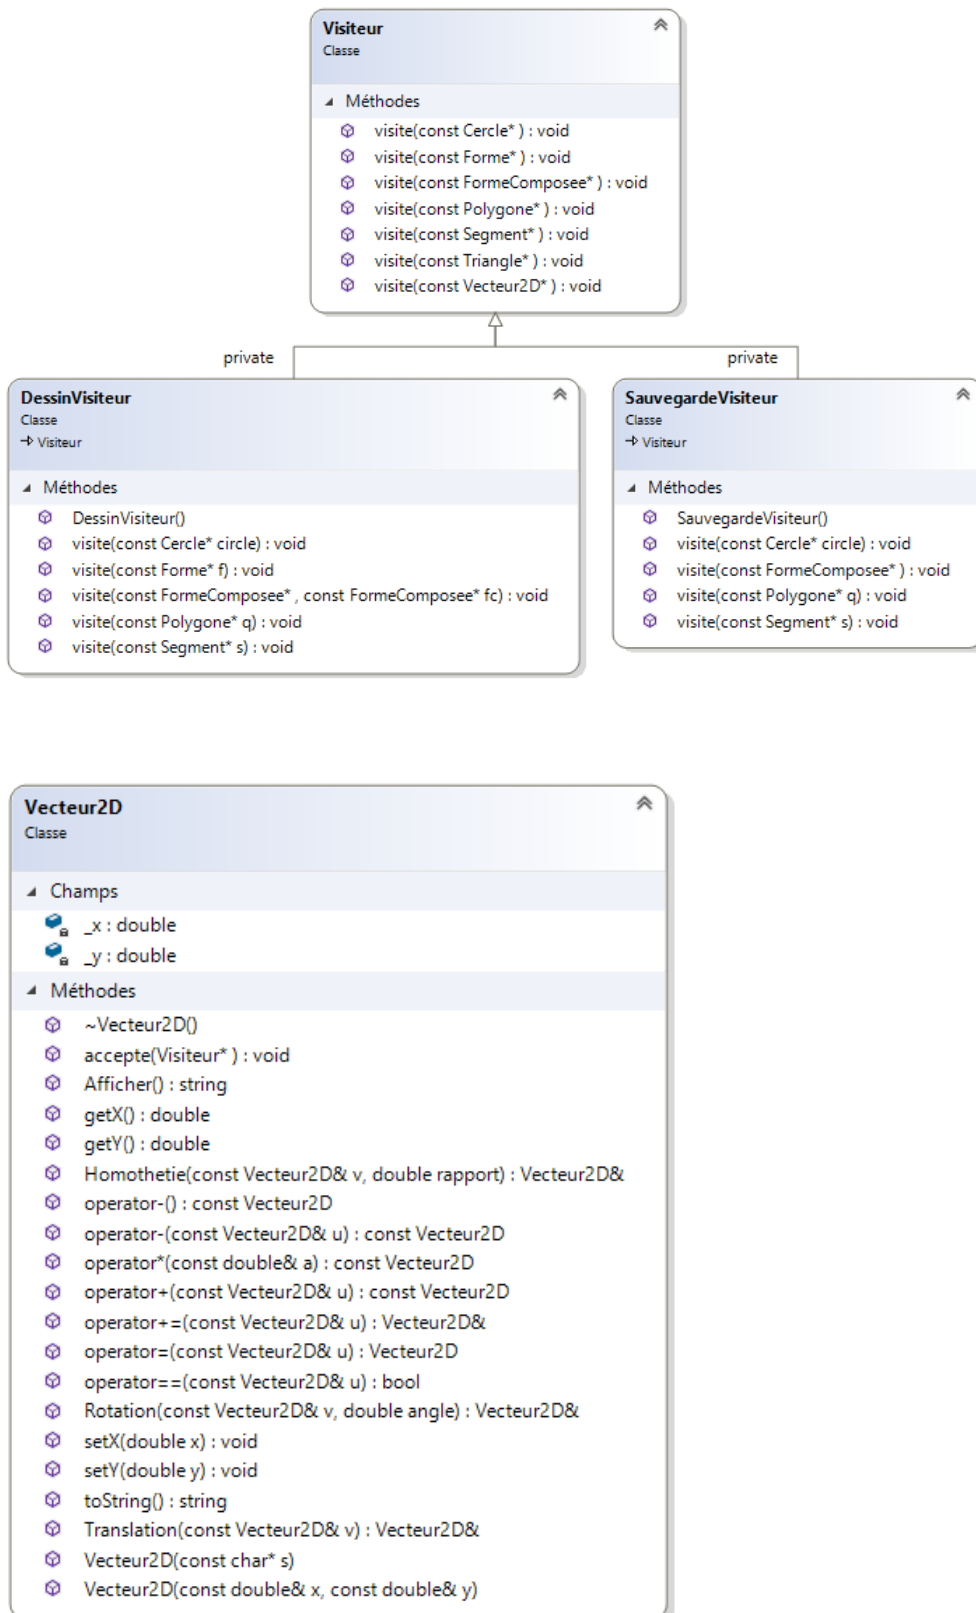 Visiteur
Classe
Méthodes
visite(const Cercle* ) : void
visite(const Forme* ) : void
visite(const FormeComposee* ) : void
visite(const Polygone* ) : void
visite(const Segment* ) : void
visite(const Triangle* ) : void
visite(const Vecteur2D* ) : void
private
private
DessinVisiteur
Classe
Visiteur
Méthodes
DessinVisiteur()
visite(const Cercle* circle) : void
visite(const Forme* f) : void
visite(const FormeComposee* , const FormeComposee* fc) : void
visite(const Polygone* q) : void
visite(const Segment* s) : void
SauvegardeVisiteur
Classe
Visiteur
Méthodes
SauvegardeVisiteur()
visite(const Cercle* circle) : void
visite(const FormeComposee* ) : void
visite(const Polygone* q) : void
visite(const Segment* s) : void
Vecteur2D
Classe
Champs
_x : double
_y : double
Méthodes
~Vecteur2D()
accepte(Visiteur* ) : void
Afficher() : string
getX() : double
getY() : double
Homothetie(const Vecteur2D& v, double rapport) : Vecteur2D&
operator-() : const Vecteur2D
operator-(const Vecteur2D& u) : const Vecteur2D
operator*(const double& a) : const Vecteur2D
operator+(const Vecteur2D& u) : const Vecteur2D
operator+=(const Vecteur2D& u) : Vecteur2D&
operator=(const Vecteur2D& u) : Vecteur2D
operator==(const Vecteur2D& u) : bool
Rotation(const Vecteur2D& v, double angle) : Vecteur2D&
setX(double x) : void
setY(double y) : void
toString() : string
Translation(const Vecteur2D& v) : Vecteur2D&
Vecteur2D(const char* s)
Vecteur2D(const double& x, const double& y)